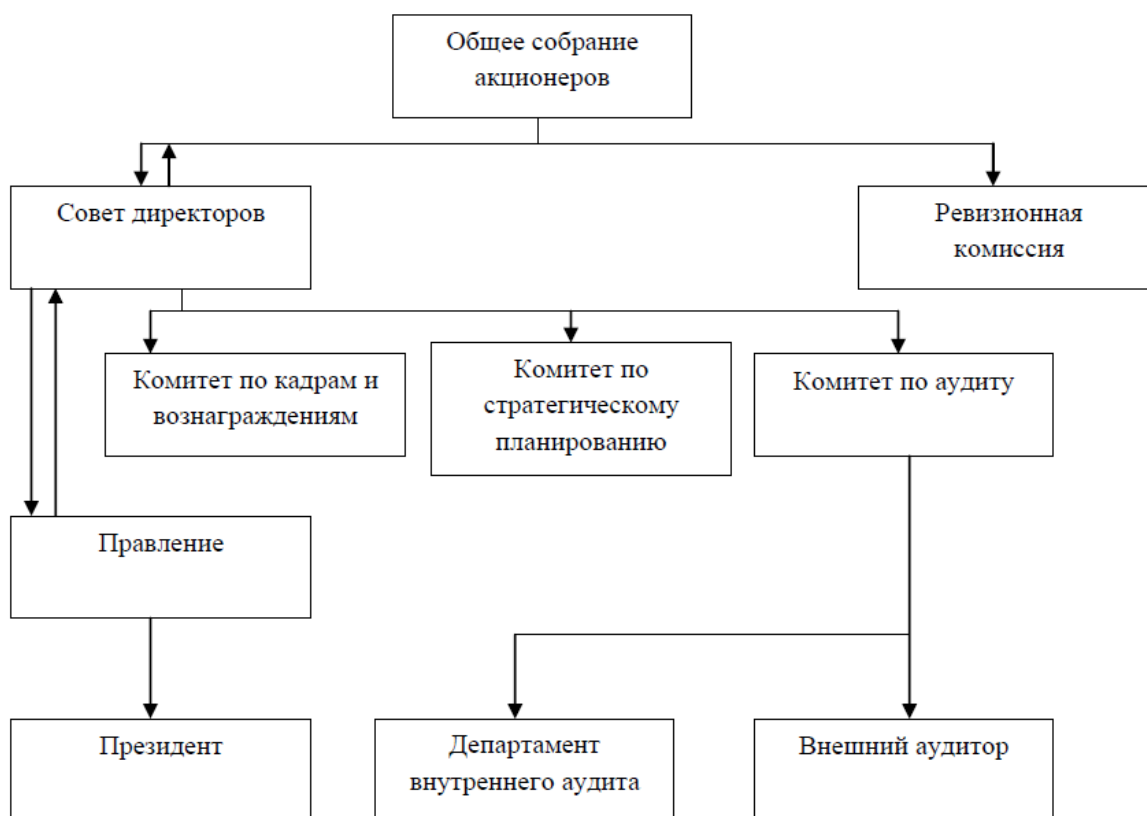 Общее собрание
акционеров
Совет директоров
Ревизионная
комиссия
Комитет по кадрам и
вознаграждениям
Комитет по
стратегическому
планированию
Комитет по аудиту
Правление
Президент
Департамент
внутреннего аудита
Внешний аудитор